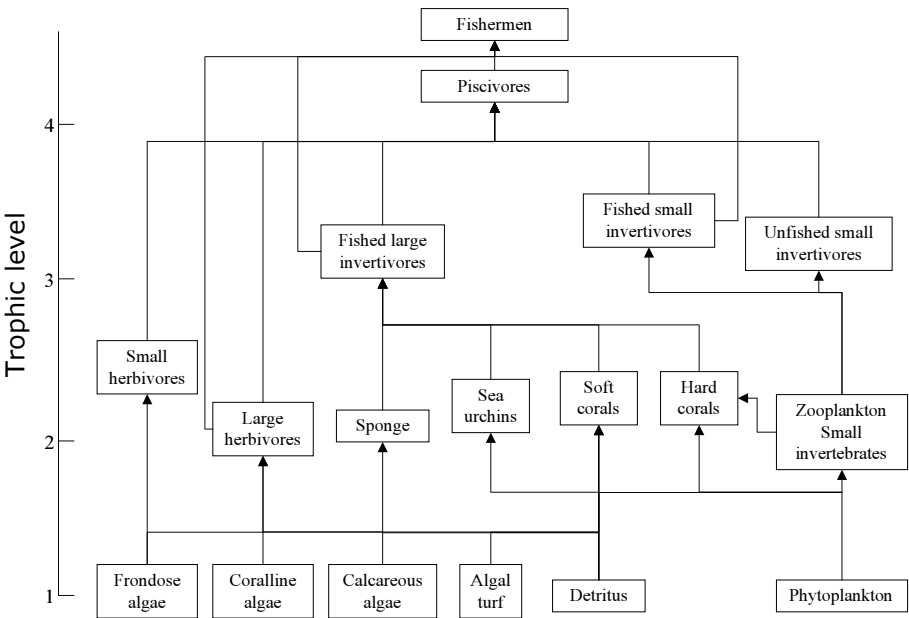 Fishermen
Piscivores
4
Fished small
invertivores
Unfished small
invertivores
Fished large
invertivores
Trophic level
3
Small
herbivores
Large
herbivores
Sponge
Sea
urchins
Soft
corals
Hard
corals
Zooplankton
Small
invertebrates
2
Frondose
algae
Coralline
algae
Calcareous
algae
Algal
turf
Detritus
Phytoplankton
1